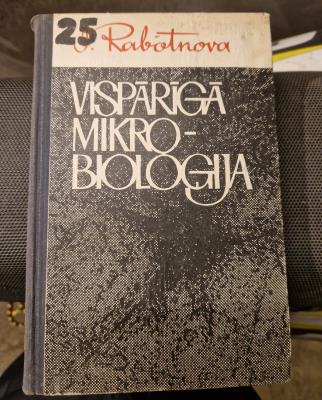 25
Rabotnova
VISPĀRĪGĀ
MIKRO-
BIOLOĢIJA